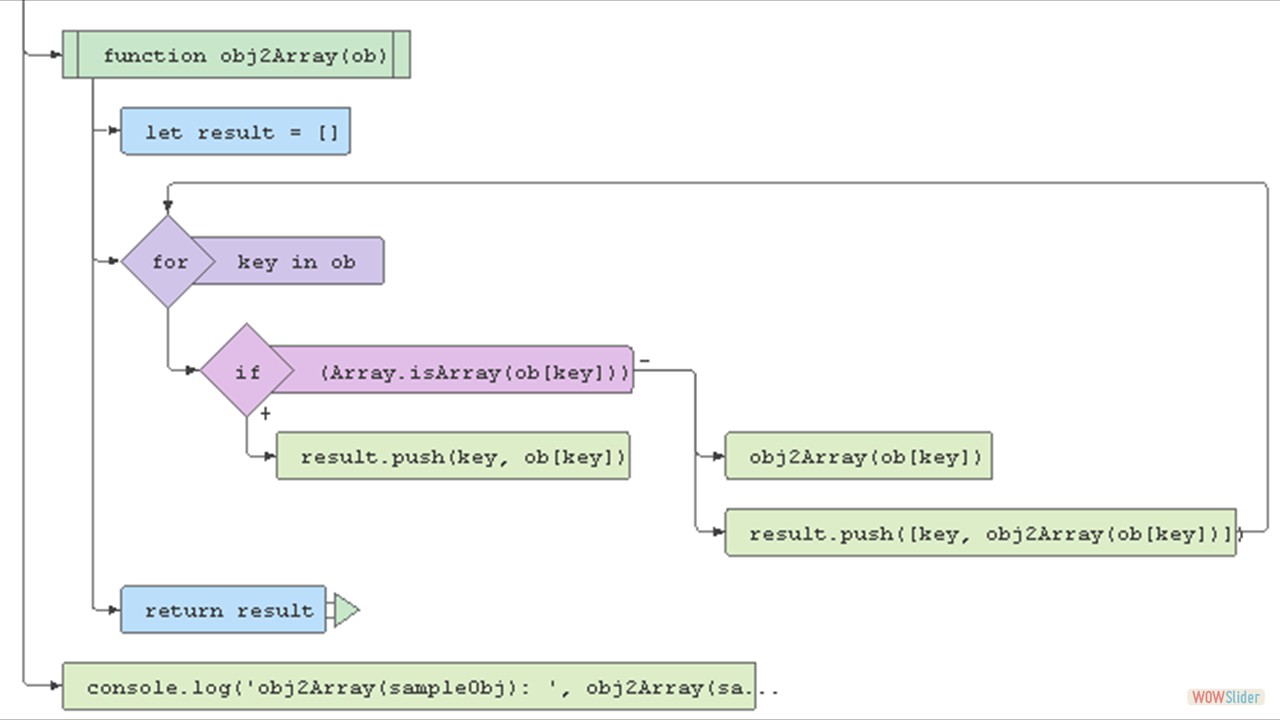 function obj2Array(ob)
let result = []
for key in ob
if (Array.isArray(ob[key]))
-
+
result.push(key, ob[key])
obj2Array(ob[key])
result.push([key, obj2Array(ob[key])])
return result
console.log('obj2Array(sampleObj): ', obj2Array(sa...
WOWSlider